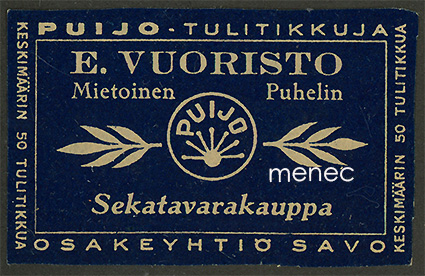 PUIJO-TULITIKKUJA
KESKIMÄÄRIN 50 TULITIKKUA
E. VUORISTO
Mietoinen Puhelin
PUIJO
menec
Sekatavarakauppa
KESKIMÄÄRIN 50 TULITIKKUA
OSAKEYHTIÖ SAVO